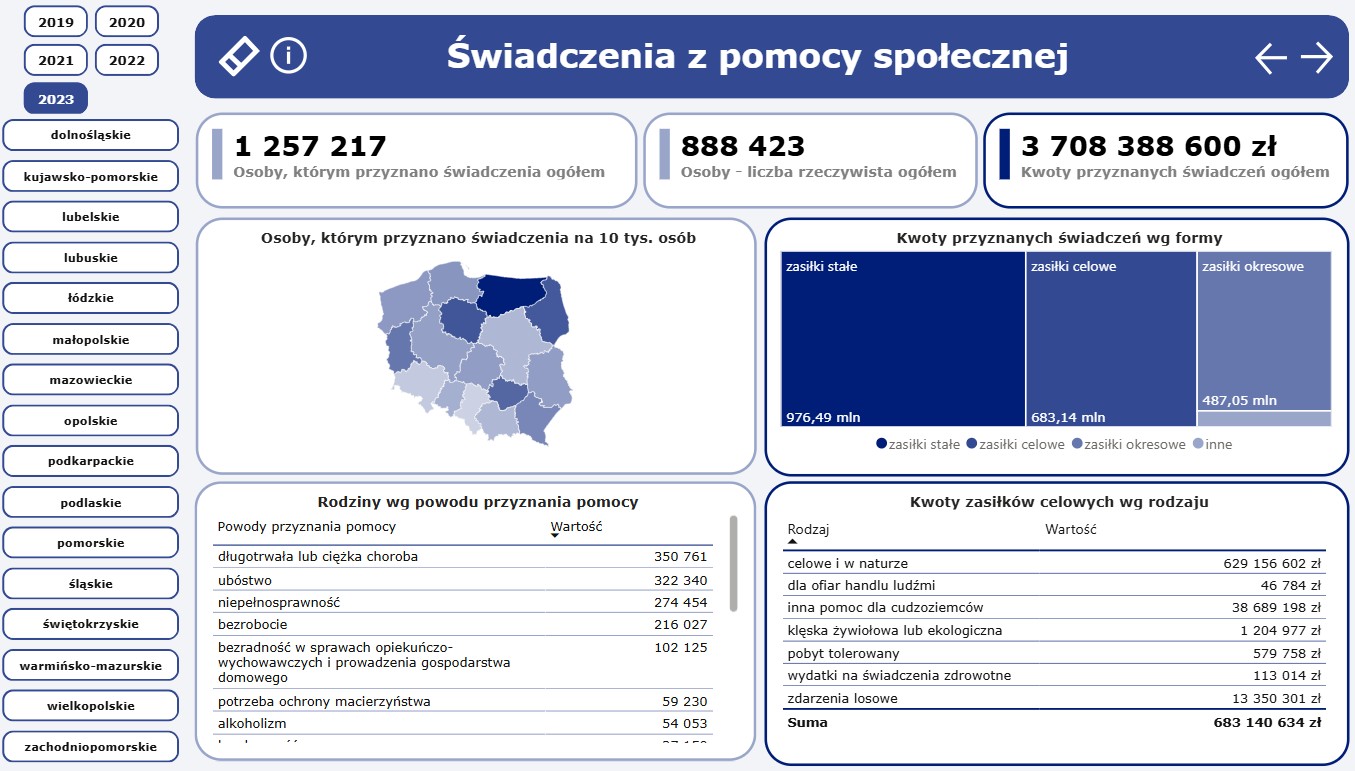 2019 2020
2021 2022
2023
dolnośląskie
kujawsko-pomorskie
lubelskie
lubuskie
łódzkie
małopolskie
mazowieckie
opolskie
podkarpackie
podlaskie
pomorskie
śląskie
świętokrzyskie
warmińsko-mazurskie
wielkopolskie
zachodniopomorskie
Świadczenia z pomocy społecznej
1 257 217
Osoby, którym przyznano świadczenia ogółem
888 423
Osoby - liczba rzeczywista ogółem
3 708 388 600 zł
Kwoty przyznanych świadczeń ogółem
Osoby, którym przyznano świadczenia na 10 tys. osób
Kwoty przyznanych świadczeń wg formy
zasiłki stałe zasiłki celowe zasiłki okresowe
487,05 mln
976,49 mln 683,14 mln
zasiłki stałe zasiłki celowe zasiłki okresowe inne
Rodziny wg powodu przyznania pomocy
Powody przyznania pomocy Wartość
długotrwała lub ciężka choroba 350 761
ubóstwo 322 340
niepełnosprawność 274 454
bezrobocie 216 027
bezradność w sprawach opiekuńczo- 102 125
wychowawczych i prowadzenia gospodarstwa
domowego
potrzeba ochrony macierzyństwa 59 230
alkoholizm 54 053
Kwoty zasiłków celowych wg rodzaju
Rodzaj Wartość
celowe i w naturze 629 156 602 zł
dla ofiar handlu ludźmi 46 784 zł
inna pomoc dla cudzoziemców 38 689 198 zł
klęska żywiołowa lub ekologiczna 1 204 977 zł
pobyt tolerowany 579 758 zł
wydatki na świadczenia zdrowotne 113 014 zł
zdarzenia losowe 13 350 301 zł
Suma 683 140 634 zł